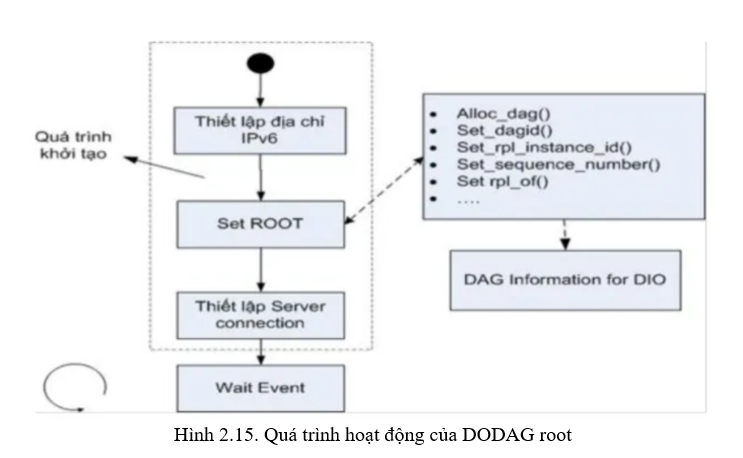 Quá trình
khởi tạo
Thiết lập địa chỉ
IPv6
Set ROOT
Thiết lập Server
connection
Wait Event
Alloc_dag()
Set_dagid()
Set_rpl_instance_id()
Set_sequence_number()
Set rpl_of()
....
DAG Information for DIO
Hình 2.15. Quá trình hoạt động của DODAG root